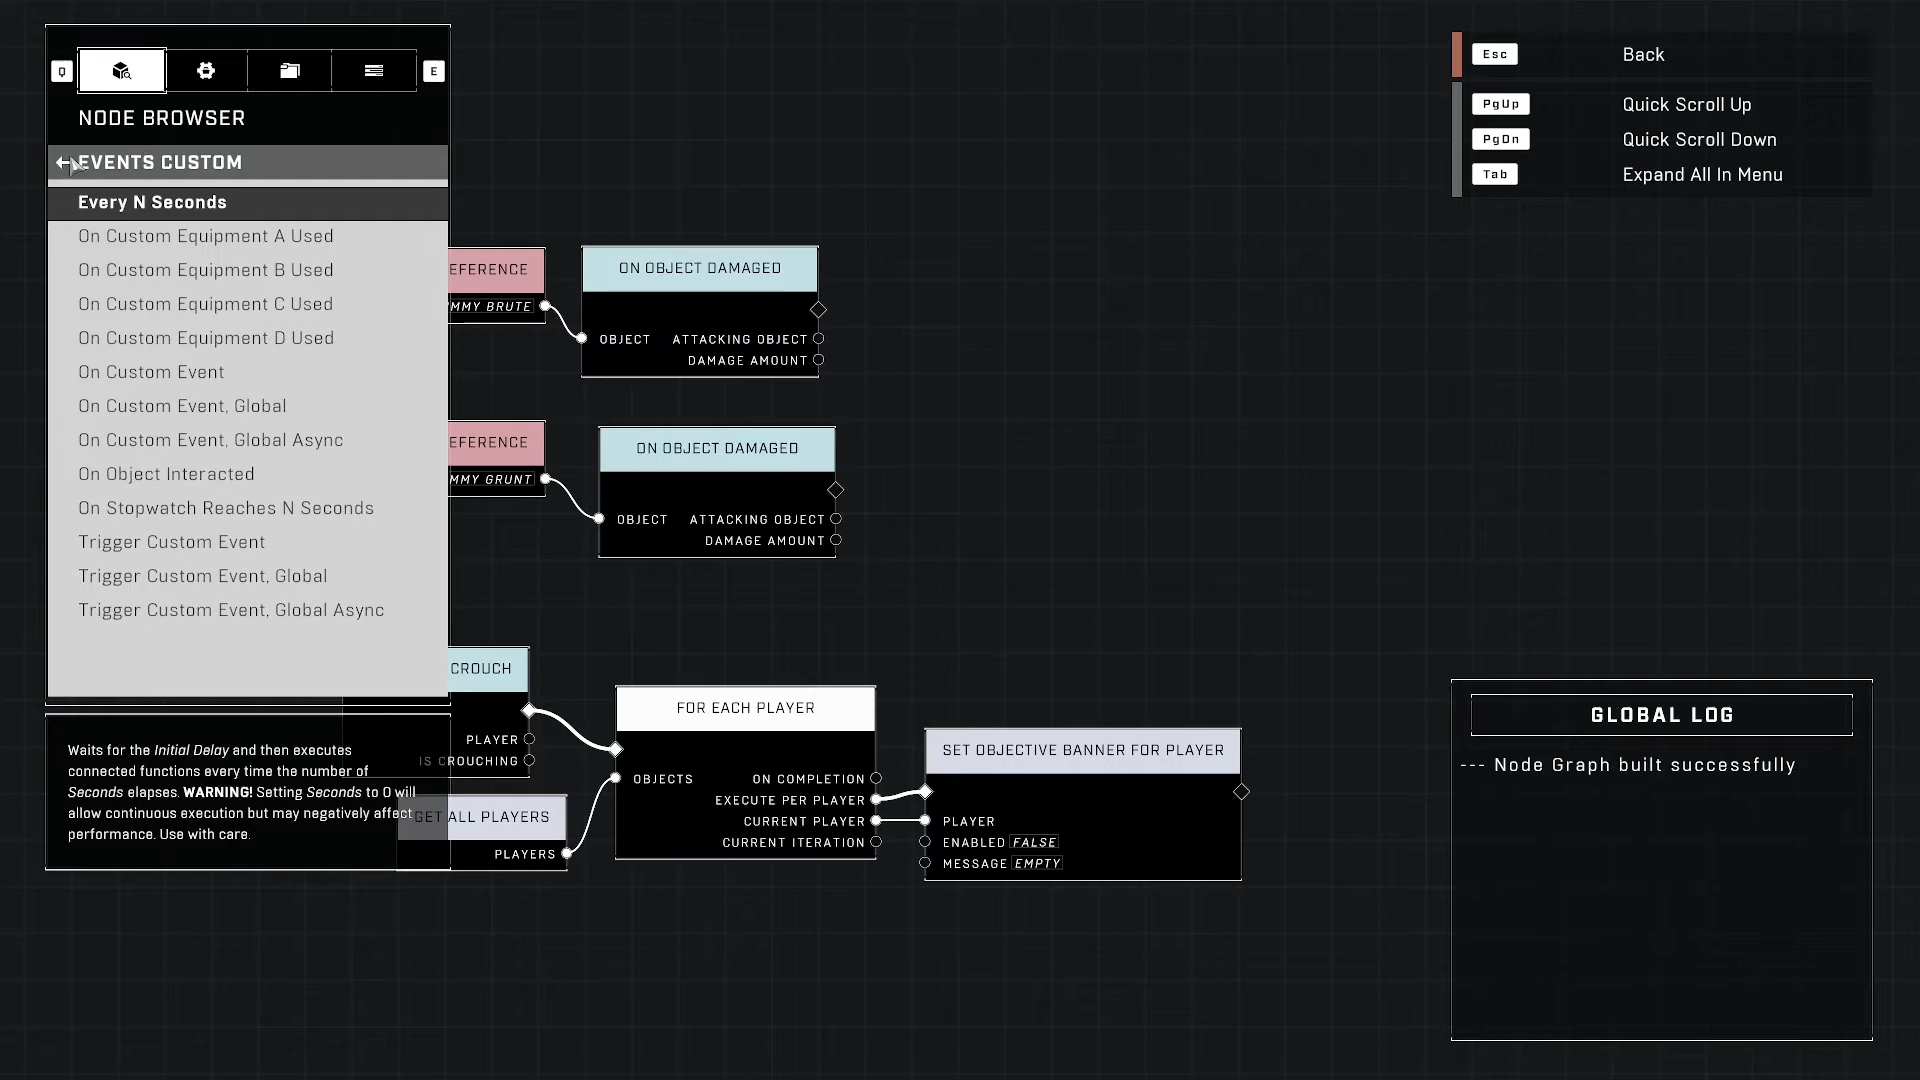 Q
E
NODE BROWSER
EVENTS CUSTOM
Every N Seconds
On Custom Equipment A Used
On Custom Equipment B Used
On Custom Equipment C Used
On Custom Equipment D Used
On Custom Event
On Custom Event, Global
On Custom Event, Global Async
On Object Interacted
On Stopwatch Reaches N Seconds
Trigger Custom Event
Trigger Custom Event, Global
Trigger Custom Event, Global Async
Waits for the Initial Delay and then executes
connected functions every time the number of
Seconds elapses. WARNING! Setting Seconds to 0 will
allow continuous execution but may negatively affect
performance. Use with care.
EFERENCE
MMY BRUTE
ON OBJECT DAMAGED
OBJECT ATTACKING OBJECT
DAMAGE AMOUNT
EFERENCE
MMY GRUNT
ON OBJECT DAMAGED
OBJECT ATTACKING OBJECT
DAMAGE AMOUNT
CROUCH
PLAYER
IS CROUCHING
GET ALL PLAYERS
PLAYERS
FOR EACH PLAYER
OBJECTS ON COMPLETION
EXECUTE PER PLAYER
CURRENT PLAYER
CURRENT ITERATION
SET OBJECTIVE BANNER FOR PLAYER
PLAYER
ENABLED FALSE
MESSAGE EMPTY
Esc Back
PgUp Quick Scroll Up
PgDn Quick Scroll Down
Tab Expand All In Menu
GLOBAL LOG
--- Node Graph built successfully